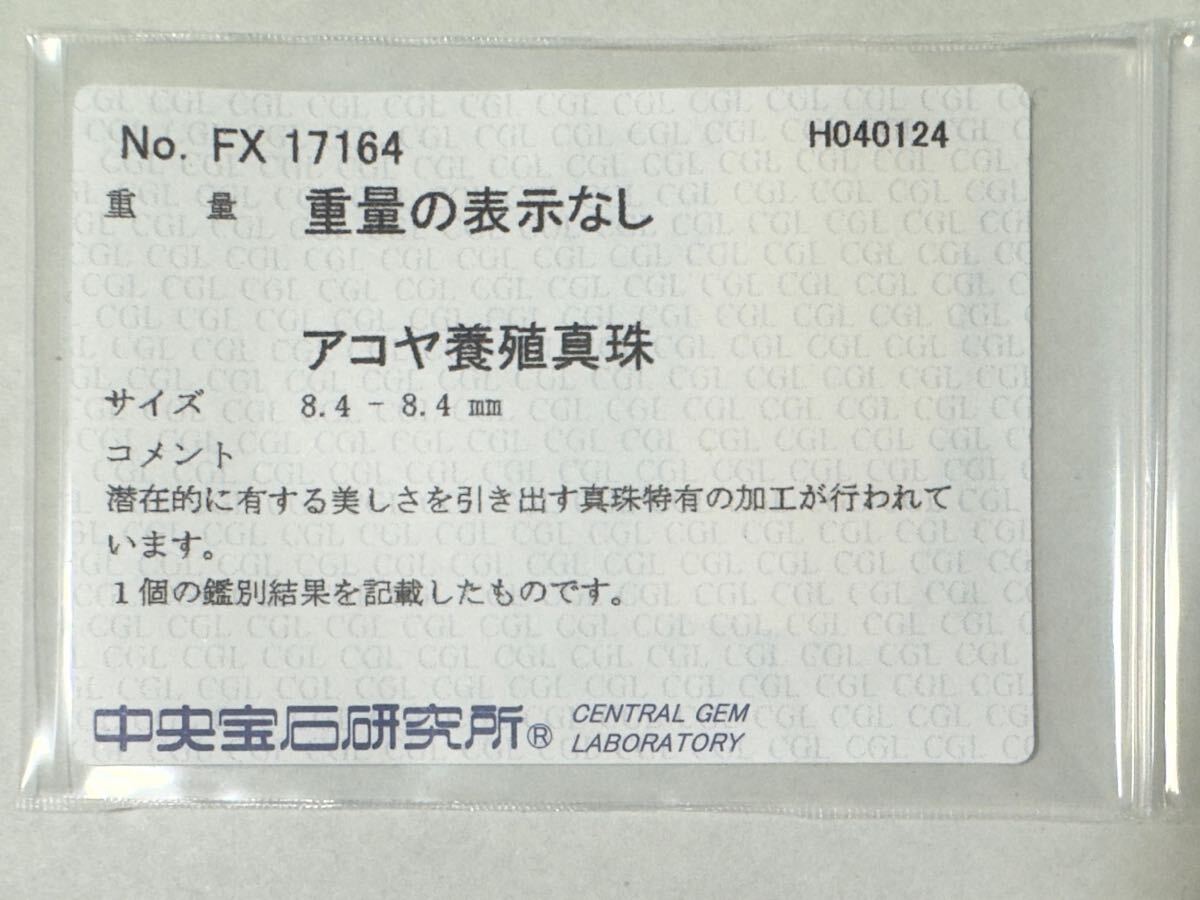 No. FX 17164
H040124
重 量 重量の表示なし
アコヤ養殖真珠
サイズ 8.4 - 8.4 mm
コメント
潜在的に有する美しさを引き出す真珠特有の加工が行われて
います。
1個の鑑別結果を記載したものです。
中央宝石研究所® CENTRAL GEM
LABORATORY